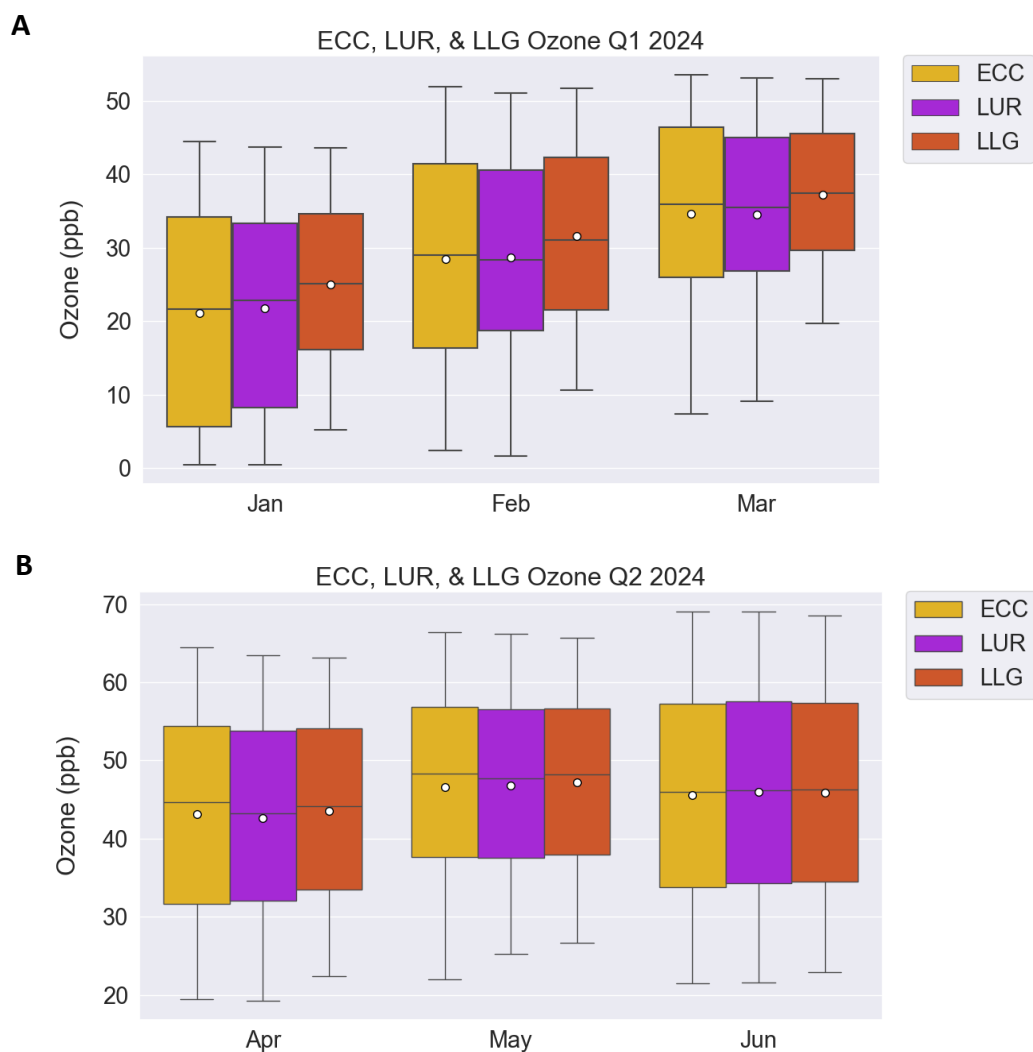 A
ECC, LUR, & LLG Ozone Q1 2024
ECC
LUR
LLG
Ozone (ppb)
50
40
30
20
10
0
Jan Feb Mar
B
ECC, LUR, & LLG Ozone Q2 2024
ECC
LUR
LLG
Ozone (ppb)
70
60
50
40
30
20
Apr May Jun